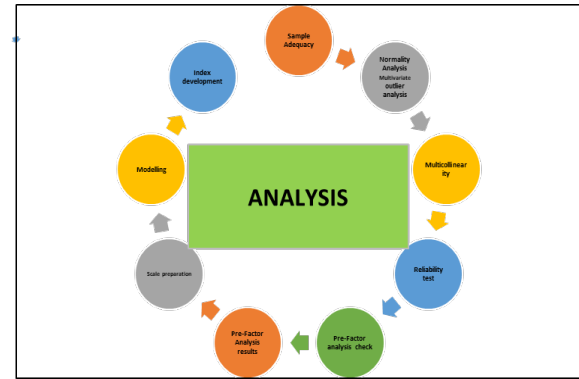 Sample
Adequacy
Normality
Analysis
Multivariate
outlier
analysis
Multicollinear
ity
Reliability
test
Pre-Factor
analysis check
Pre-Factor
Analysis
results
Scale preparation
Modelling
Index
development
ANALYSIS